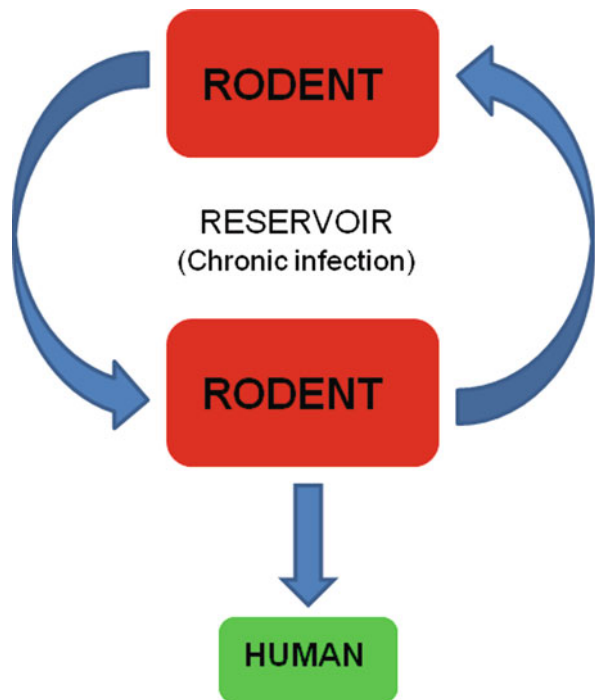 RODENT
RESERVOIR
(Chronic infection)
RODENT
HUMAN